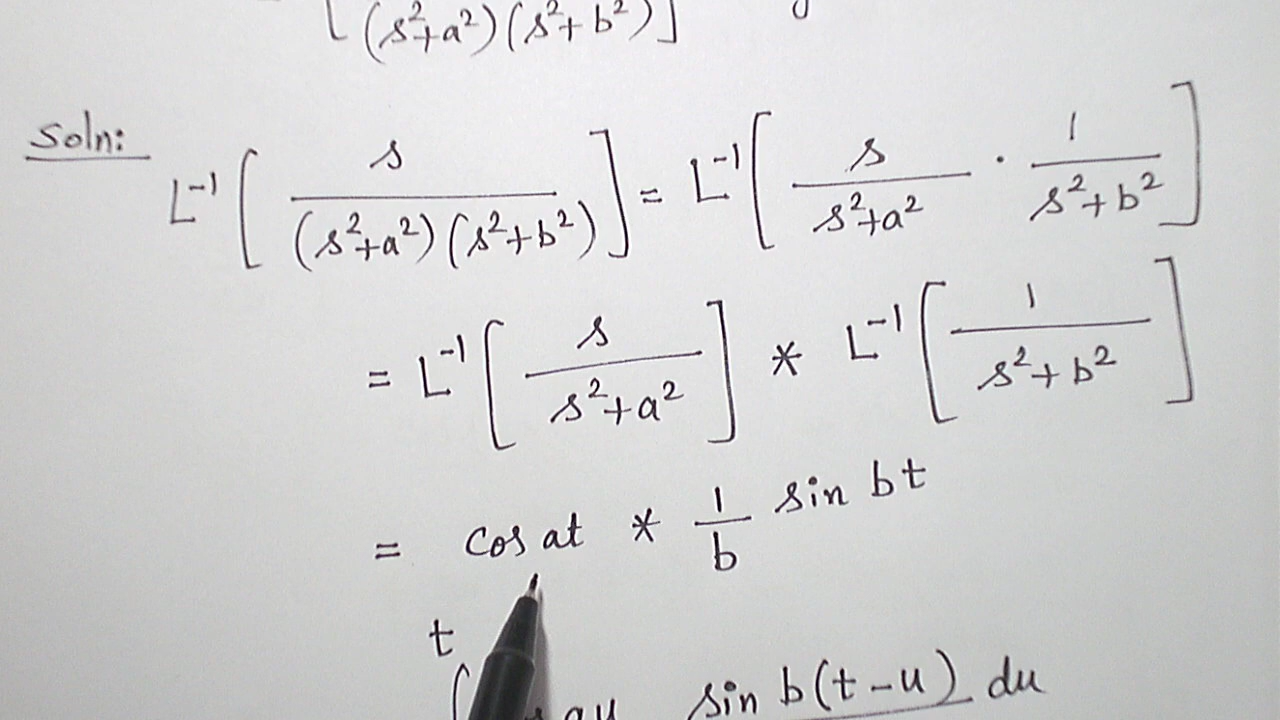 [(s²+a²)(s²+b²)]
Soln:
L⁻¹[s/((s²+a²)(s²+b²))] = L⁻¹[s/(s²+a²) · 1/(s²+b²)]
= L⁻¹[s/(s²+a²)] * L⁻¹[1/(s²+b²)]
= cos at * 1/b sin bt
t
∫ au sin b(t-u) du